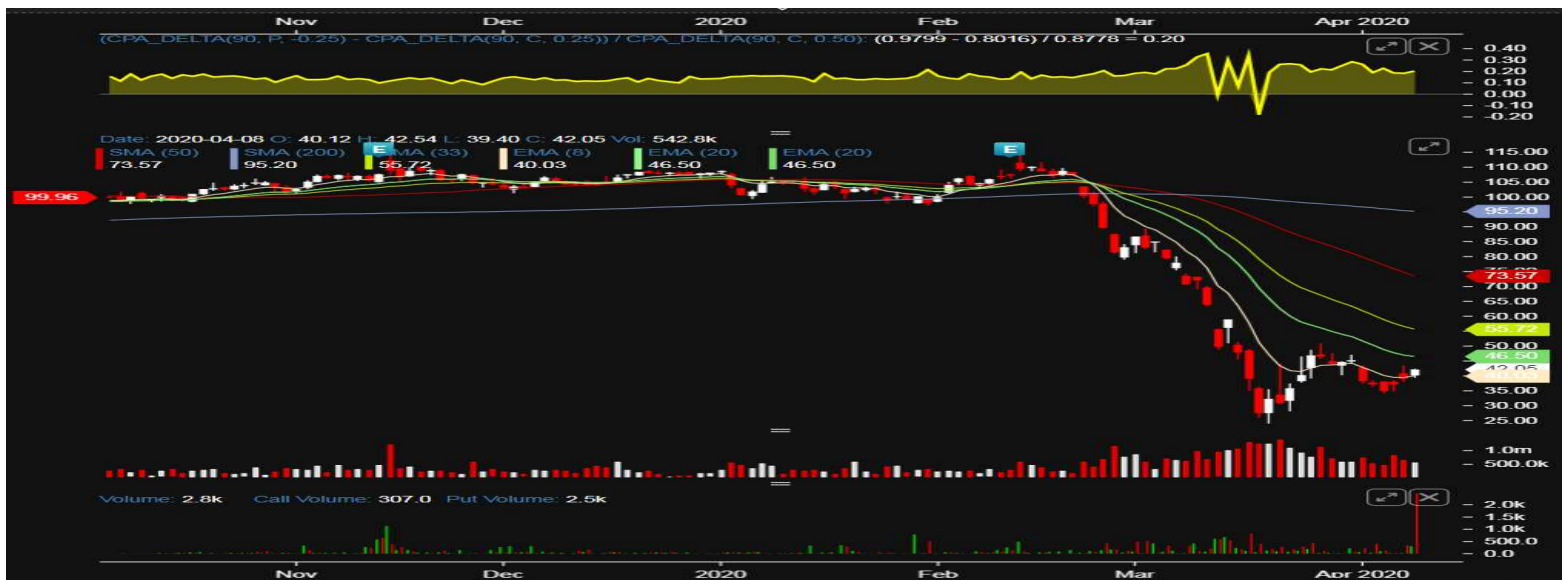 Nov Dec 2020 Feb Mar Apr 2020
(CPA_DELTA(90, P, -0.25) - CPA_DELTA(90, C, 0.25)) / CPA_DELTA(90, C, 0.50): (0.9799 - 0.8016) / 0.8778 = 0.20
0.40
0.30
0.20
0.10
0.00
-0.10
-0.20
Date: 2020-04-08 O: 40.12 H: 42.54 L: 39.40 C: 42.05 Vol: 542.8k
SMA (50) SMA (200) EMA (33) EMA (8) EMA (20) EMA (20)
73.57 95.20 55.72 40.03 46.50 46.50
E E
115.00
110.00
105.00
100.00
99.96
95.20
90.00
85.00
80.00
73.57
70.00
65.00
60.00
55.72
50.00
46.50
42.05
40.03
35.00
30.00
25.00
1.0m
500.0k
Volume: 2.8k Call Volume: 307.0 Put Volume: 2.5k
2.0k
1.5k
1.0k
500.0
0.0
Nov Dec 2020 Feb Mar Apr 2020